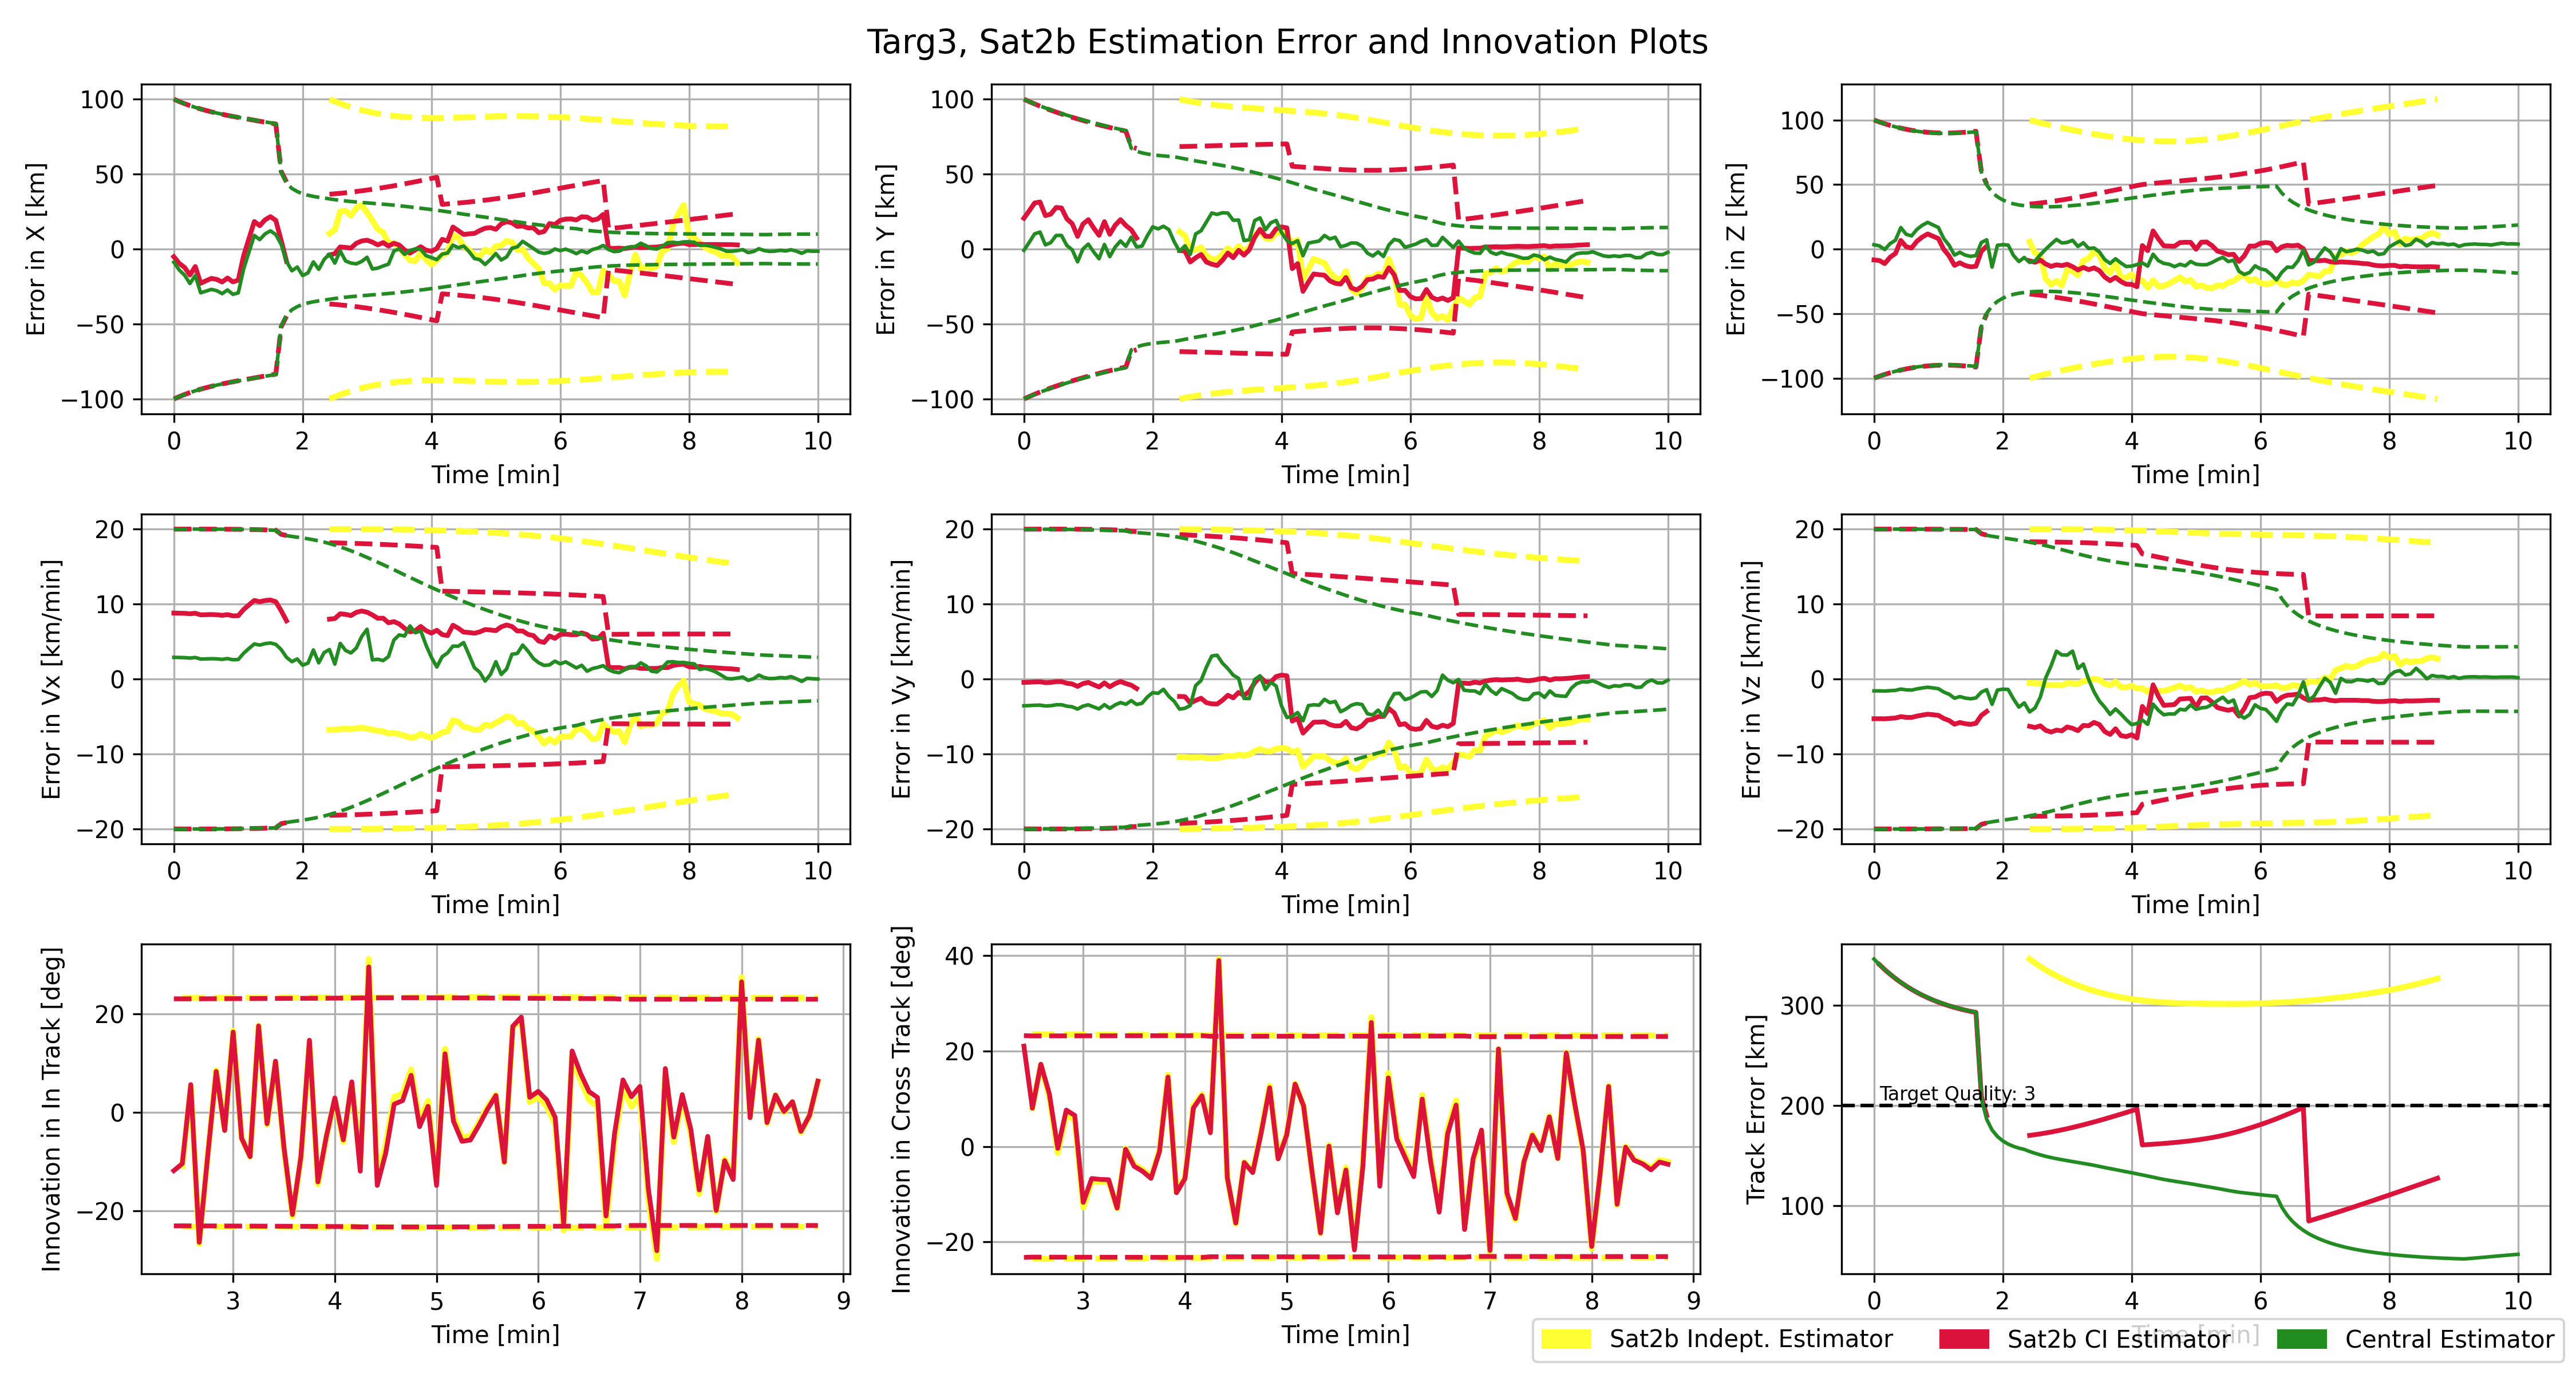 Targ3, Sat2b Estimation Error and Innovation Plots
Error in X [km]
100
50
0
−50
−100
0 2 4 6 8 10
Time [min]
Error in Y [km]
100
50
0
−50
−100
0 2 4 6 8 10
Time [min]
Error in Z [km]
100
50
0
−50
−100
0 2 4 6 8 10
Time [min]
Error in Vx [km/min]
20
10
0
−10
−20
0 2 4 6 8 10
Time [min]
Error in Vy [km/min]
20
10
0
−10
−20
0 2 4 6 8 10
Time [min]
Error in Vz [km/min]
20
10
0
−10
−20
0 2 4 6 8 10
Time [min]
Innovation in In Track [deg]
20
0
−20
3 4 5 6 7 8 9
Time [min]
Innovation in Cross Track [deg]
40
20
0
−20
3 4 5 6 7 8 9
Time [min]
Track Error [km]
300
200
100
Target Quality: 3
0 2 4 6 8 10
Time [min]
Sat2b Indept. Estimator
Sat2b CI Estimator
Central Estimator